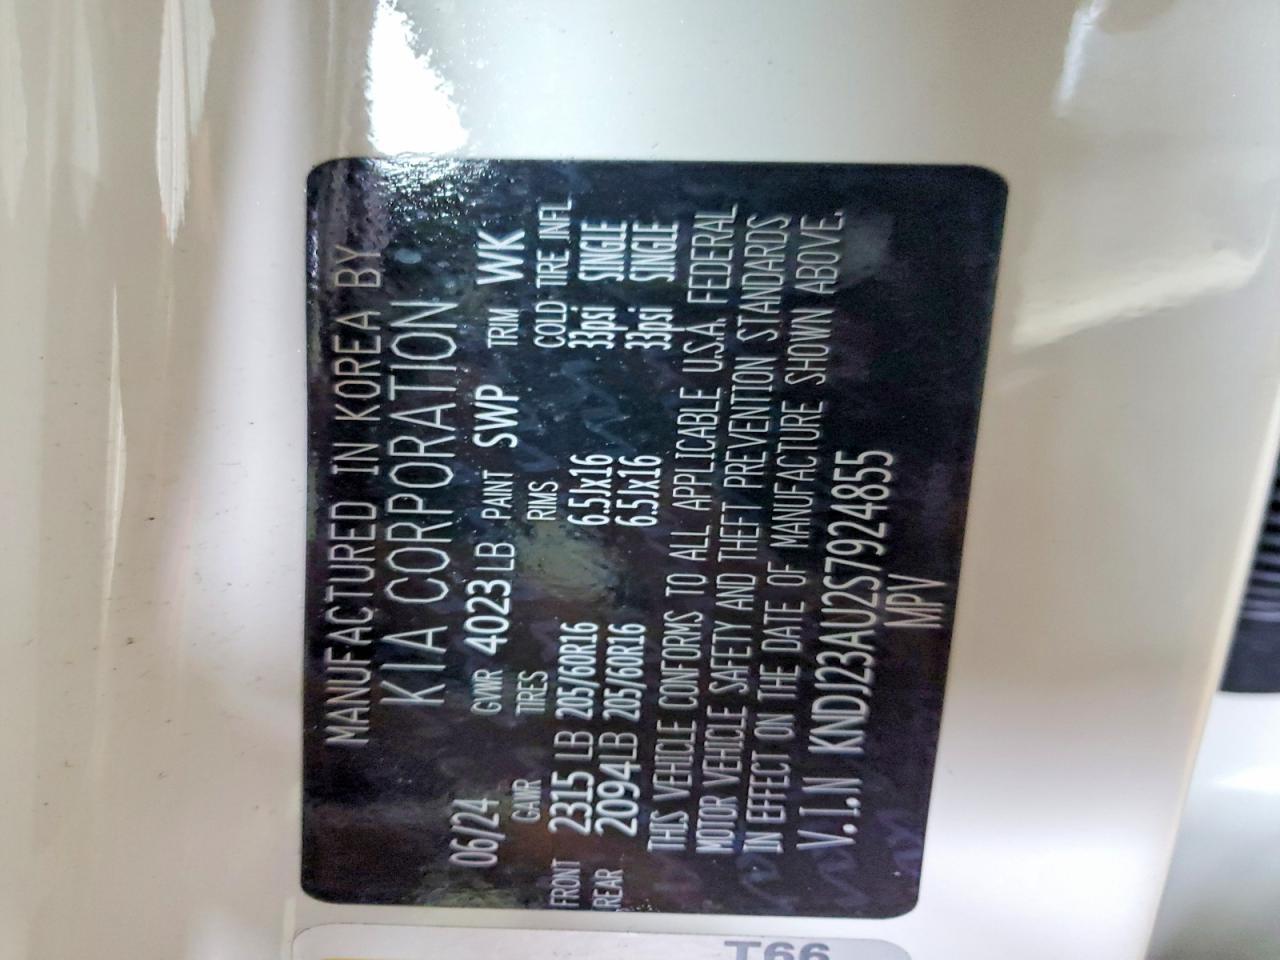 MANUFACTURED IN KOREA BY
KIA CORPORATION
06/24 GVWR 4023 LB PAINT SWP TRIM WK
GAWR TIRES RIMS COLD TIRE INFL.
FRONT 2315 LB 205/60R16 6.5Jx16 33psi SINGLE
REAR 2094LB 205/60R16 6.5Jx16 33psi SINGLE
THIS VEHICLE CONFORMS TO ALL APPLICABLE U.S.A. FEDERAL
MOTOR VEHICLE SAFETY AND THEFT PREVENTION STANDARDS
IN EFFECT ON THE DATE OF MANUFACTURE SHOWN ABOVE.
V.I.N KNDJ23AU2S7924855
MPV
T66